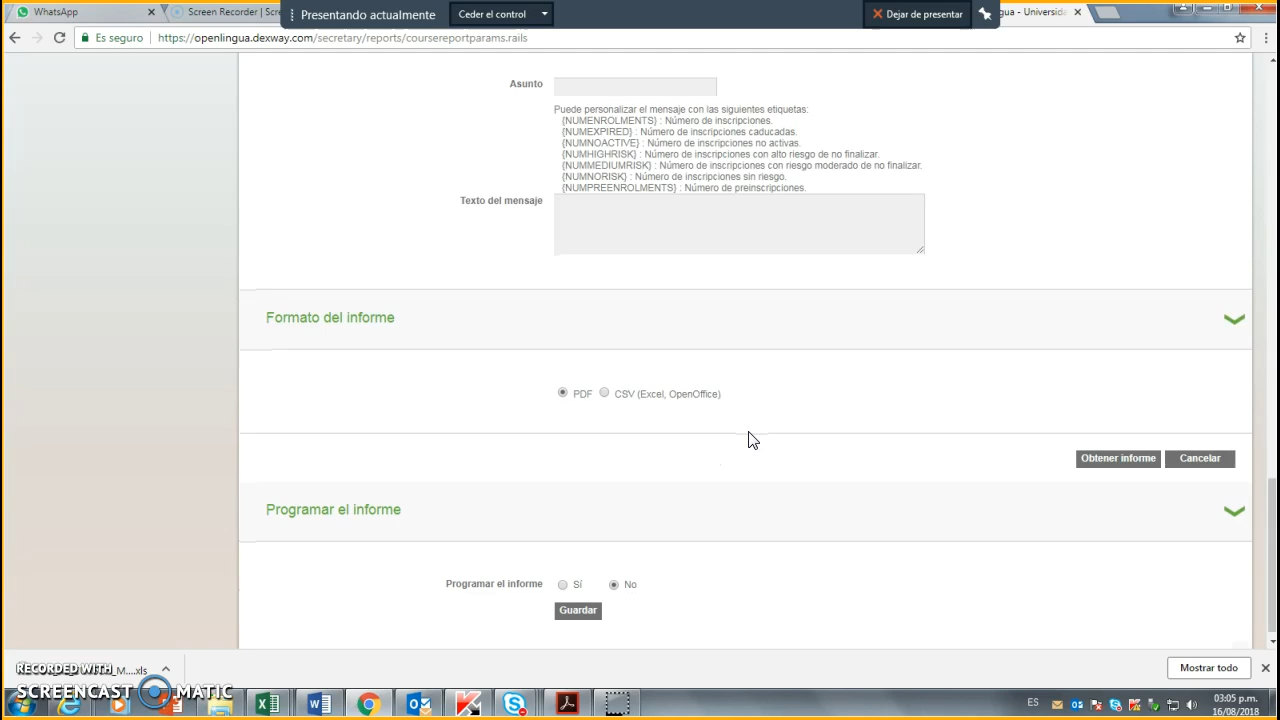 WhatsApp
Screen Recorder | Scre
Presentando actualmente
Ceder el control
Dejar de presentar
gua - Universida
Es seguro
https://openlingua.dexway.com/secretary/reports/coursereportparams.rails
Asunto
Puede personalizar el mensaje con las siguientes etiquetas:
{NUMENROLMENTS} : Número de inscripciones.
{NUMEXPIRED} : Número de inscripciones caducadas.
{NUMNOACTIVE} : Número de inscripciones no activas.
{NUMHIGHRISK} : Número de inscripciones con alto riesgo de no finalizar.
{NUMMEDIUMRISK} : Número de inscripciones con riesgo moderado de no finalizar.
{NUMNORISK} : Número de inscripciones sin riesgo.
{NUMPREENROLMENTS} : Número de preinscripciones.
Texto del mensaje
Formato del informe
PDF
CSV (Excel, OpenOffice)
Obtener informe
Cancelar
Programar el informe
Programar el informe
Sí
No
Guardar
RECORDED WITH
M....xls
Mostrar todo
SCREENCAST MATIC
ES
03:05 p.m.
16/08/2018